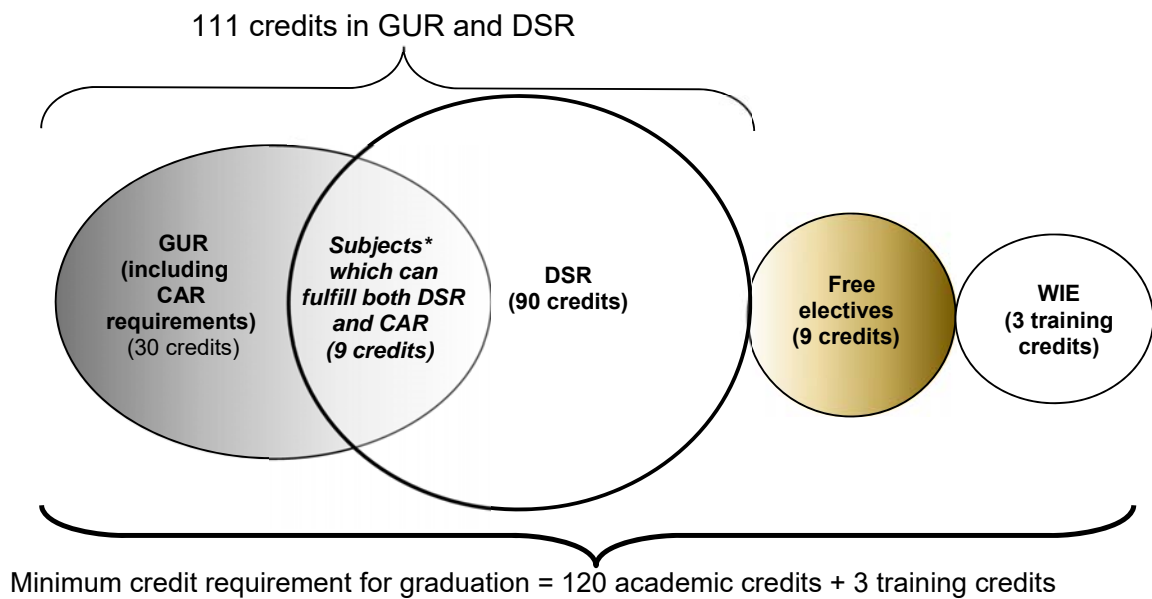 111 credits in GUR and DSR
GUR
(including
CAR
requirements)
(30 credits)
Subjects*
which can
fulfill both DSR
and CAR
(9 credits)
DSR
(90 credits)
Free
electives
(9 credits)
WIE
(3 training
credits)
Minimum credit requirement for graduation = 120 academic credits + 3 training credits